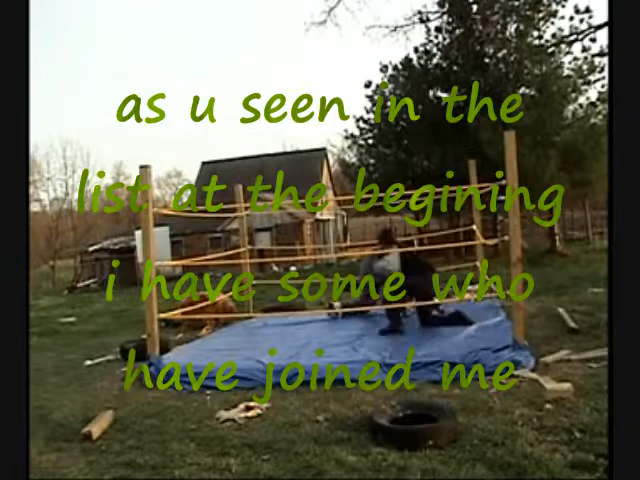 as u seen in the
list at the begining
i have some who
have joined me